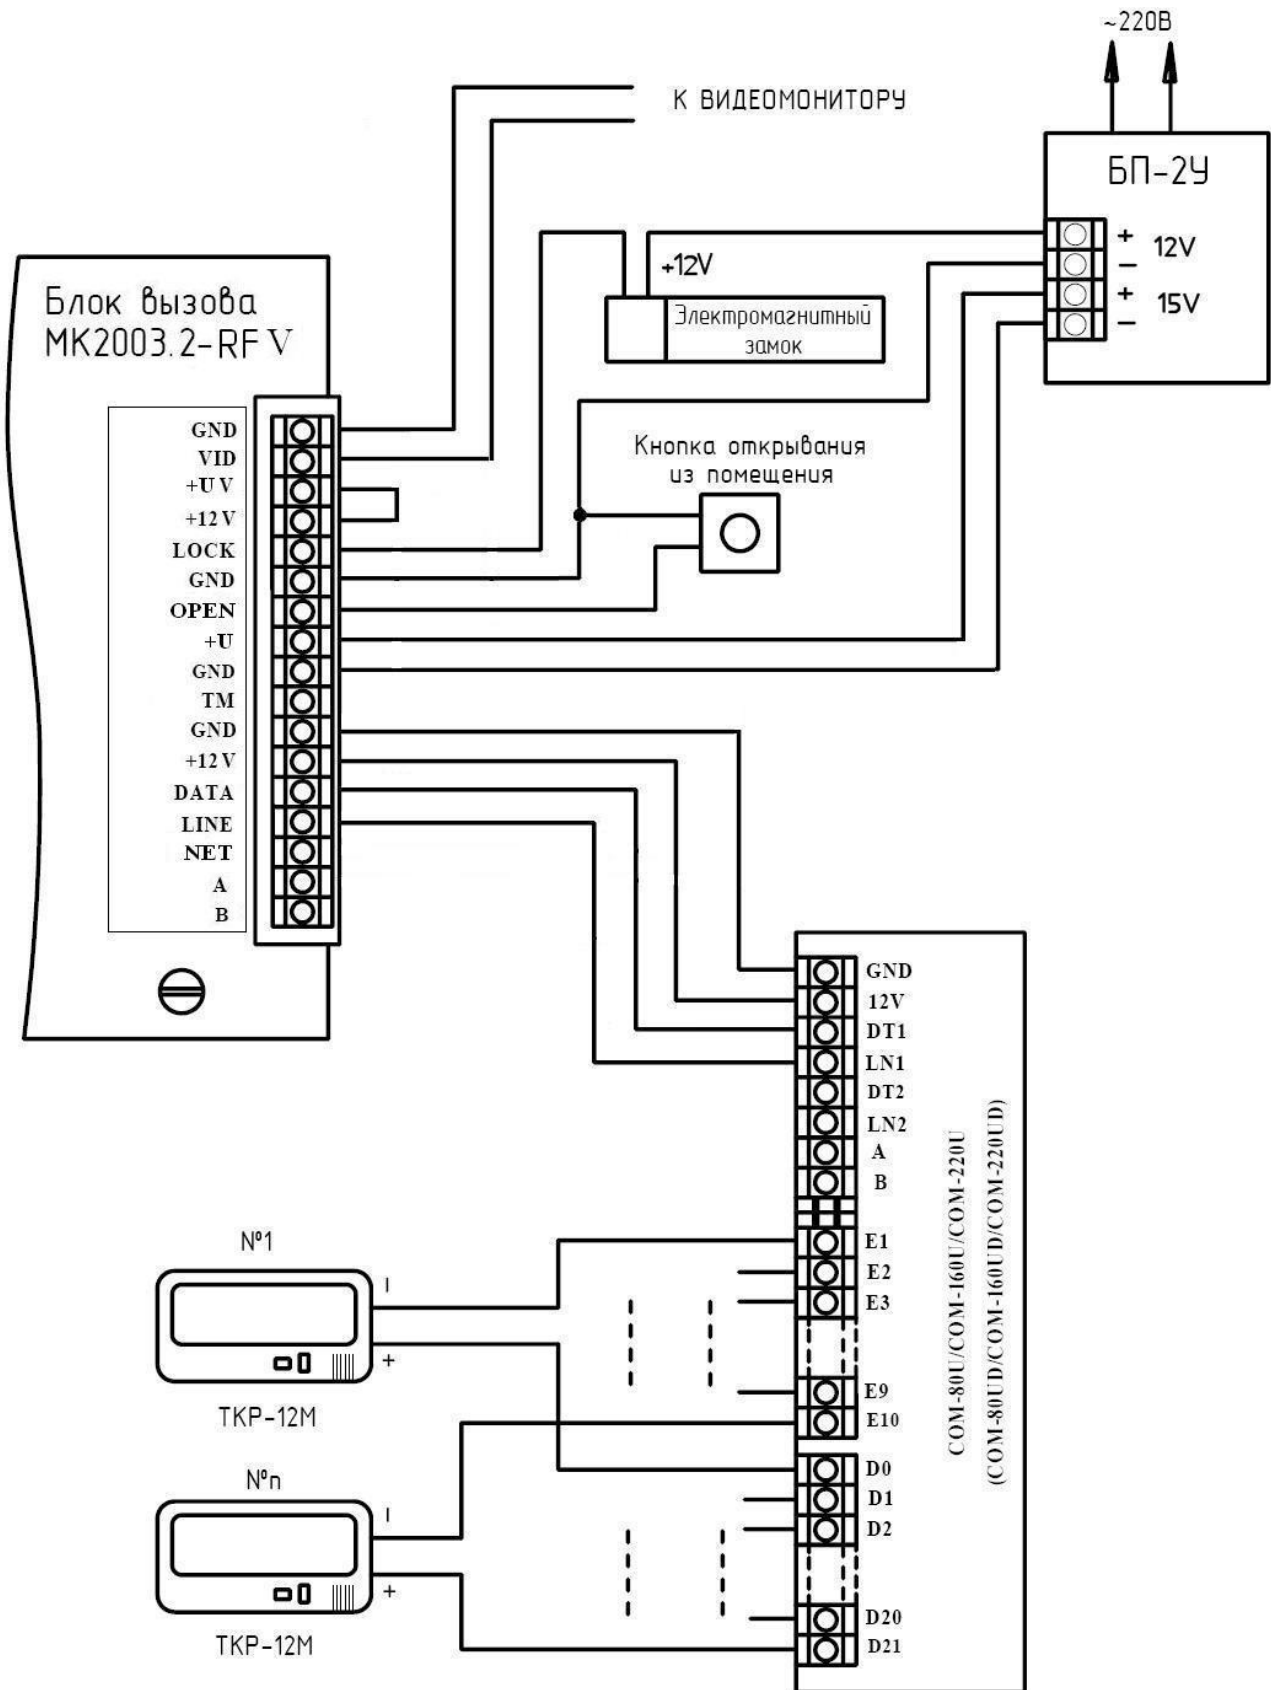 ~220В
К ВИДЕОМОНИТОРУ
БП-2У
+
12V
−
+
15V
−
+12V
Электромагнитный
замок
Блок вызова
МК2003.2-RF V
Кнопка открывания
из помещения
GND
VID
+U V
+12 V
LOCK
GND
OPEN
+U
GND
TM
GND
+12 V
DATA
LINE
NET
A
B
GND
12V
DT1
LN1
DT2
LN2
A
B
E1
E2
E3
E9
E10
D0
D1
D2
D20
D21
COM-80U/COM-160U/COM-220U
(COM-80UD/COM-160UD/COM-220UD)
№1
−
+
ТКР-12М
№n
−
+
ТКР-12М